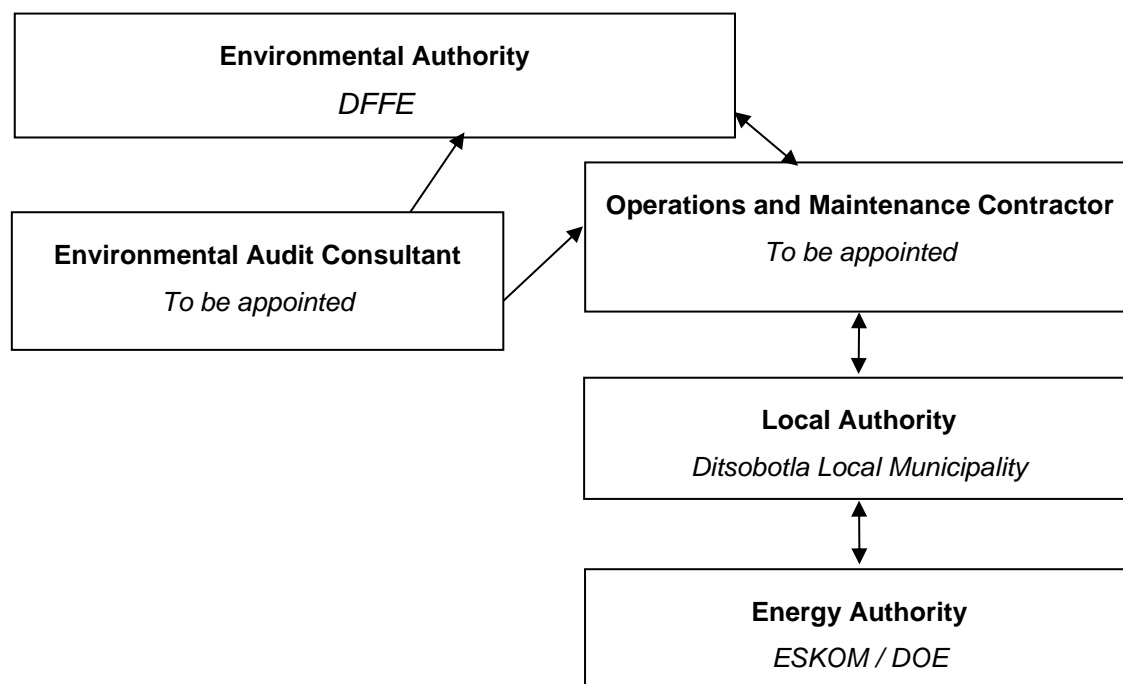 Environmental Authority
DFFE
Operations and Maintenance Contractor
To be appointed
Environmental Audit Consultant
To be appointed
Local Authority
Ditsobotla Local Municipality
Energy Authority
ESKOM / DOE